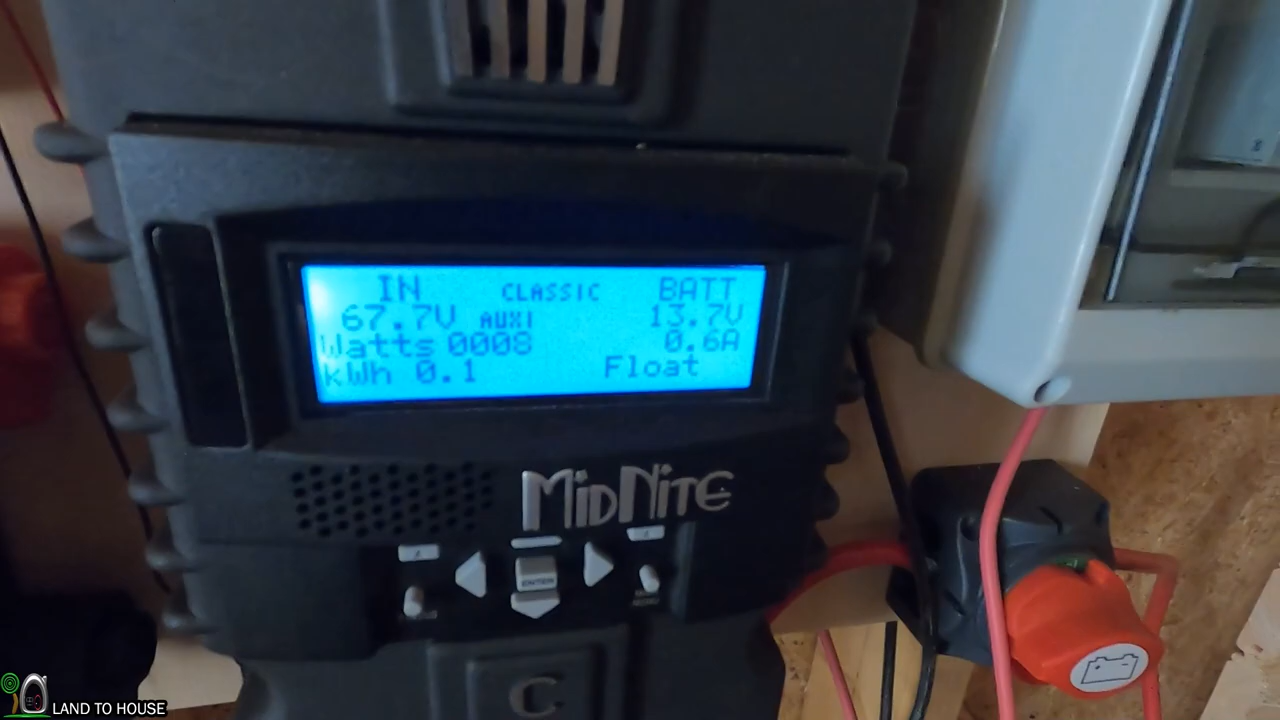 IN CLASSIC BATT
67.7V AUX1 13.7V
Watts 0008 0.6A
kWh 0.1 Float
MIDNITE
ENTER
C
LAND TO HOUSE